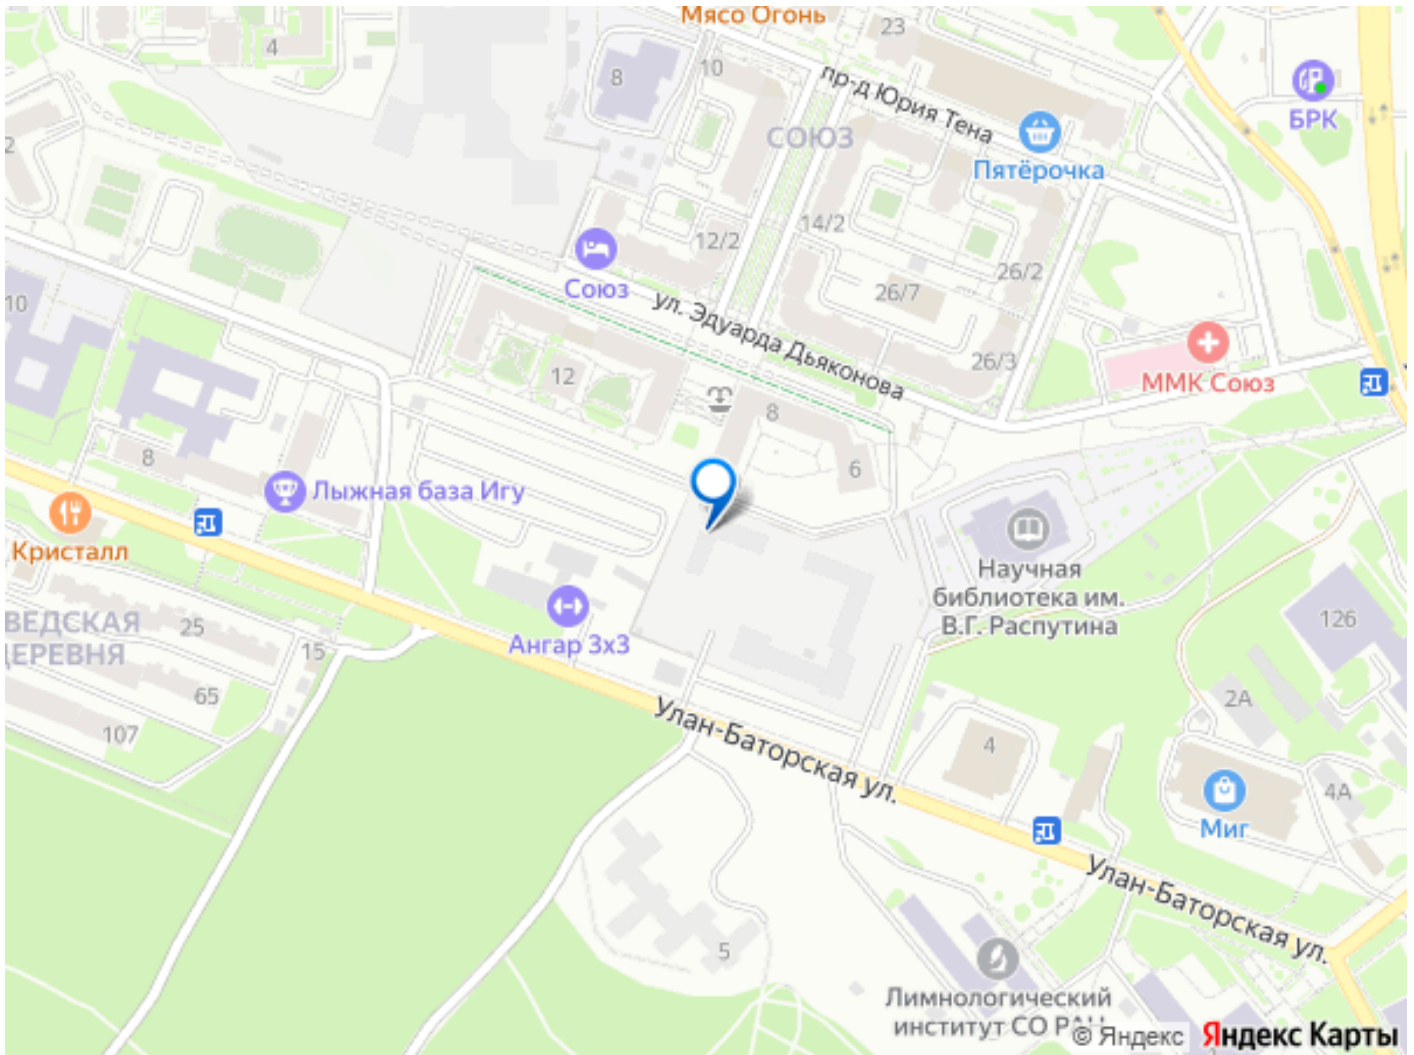 Мясо Огонь
23
4
8
10
пр-д Юрия Тена
БРК
СОЮЗ
Пятёрочка
2
12/2
14/2
Союз
26/2
26/7
ул. Эдуарда Дьяконова
10
26/3
12
ММК Союз
8
8
6
Лыжная база Игу
Кристалл
Научная
библиотека им.
В.Г. Распутина
ВЕДСКАЯ
ДЕРЕВНЯ
25
15
Ангар 3х3
126
65
107
2А
Улан-Баторская ул.
4
4А
Миг
Улан-Баторская ул.
5
Лимнологический
институт СО РАН
© Яндекс Яндекс Карты